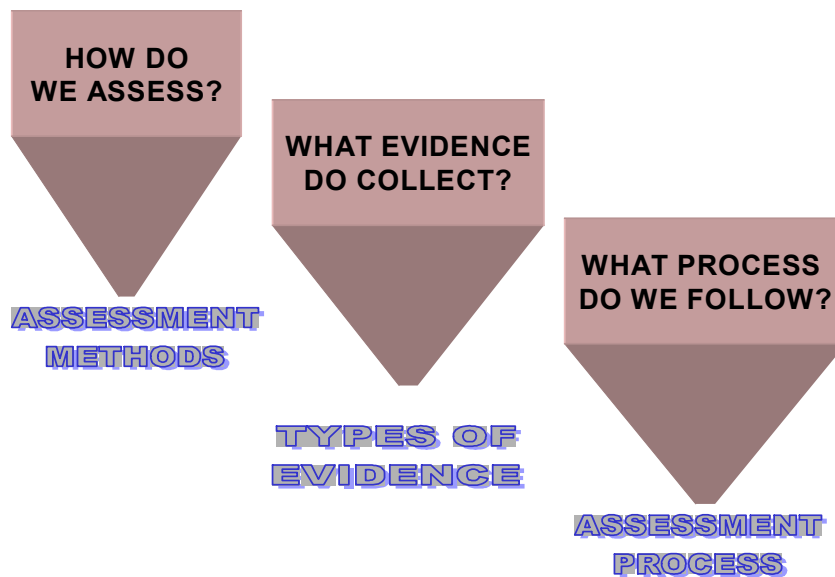 HOW DO
WE ASSESS?
ASSESSMENT
METHODS
WHAT EVIDENCE
DO COLLECT?
TYPES OF
EVIDENCE
WHAT PROCESS
DO WE FOLLOW?
ASSESSMENT
PROCESS